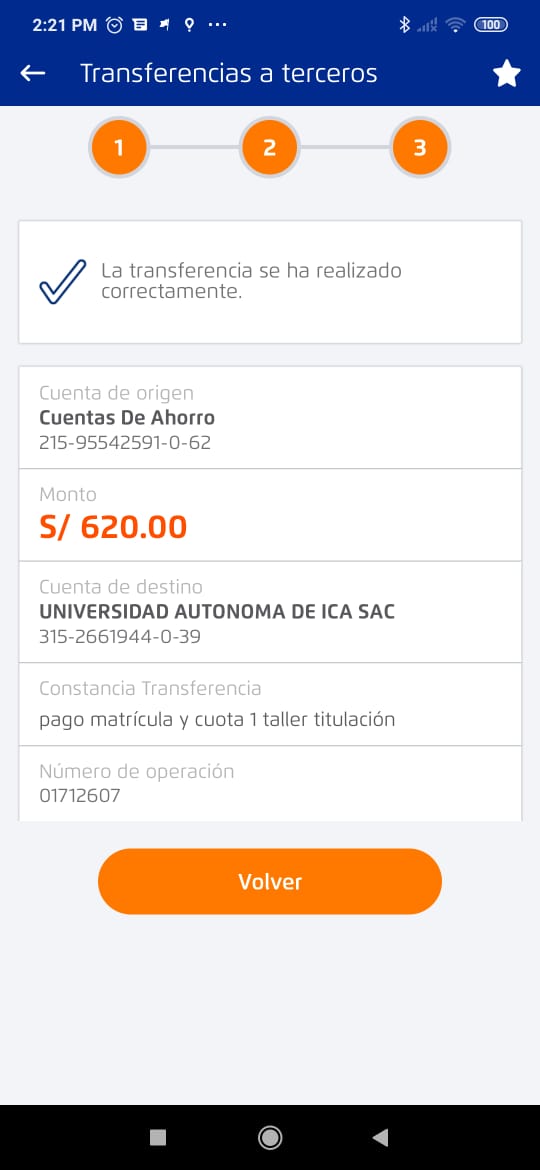 2:21 PM
100
Transferencias a terceros
1
2
3
La transferencia se ha realizado
correctamente.
Cuenta de origen
Cuentas De Ahorro
215-95542591-0-62
Monto
S/ 620.00
Cuenta de destino
UNIVERSIDAD AUTONOMA DE ICA SAC
315-2661944-0-39
Constancia Transferencia
pago matrícula y cuota 1 taller titulación
Número de operación
01712607
Volver